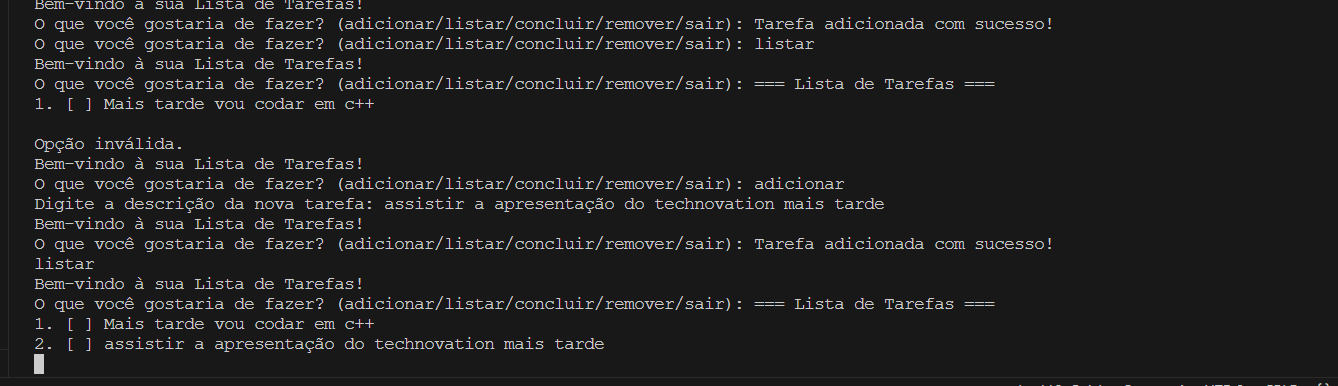 Bem-vindo à sua Lista de Tarefas!
O que você gostaria de fazer? (adicionar/listar/concluir/remover/sair): Tarefa adicionada com sucesso!
O que você gostaria de fazer? (adicionar/listar/concluir/remover/sair): listar
Bem-vindo à sua Lista de Tarefas!
O que você gostaria de fazer? (adicionar/listar/concluir/remover/sair): === Lista de Tarefas ===
1. [ ] Mais tarde vou codar em c++
Opção inválida.
Bem-vindo à sua Lista de Tarefas!
O que você gostaria de fazer? (adicionar/listar/concluir/remover/sair): adicionar
Digite a descrição da nova tarefa: assistir a apresentação do technovation mais tarde
Bem-vindo à sua Lista de Tarefas!
O que você gostaria de fazer? (adicionar/listar/concluir/remover/sair): Tarefa adicionada com sucesso!
listar
Bem-vindo à sua Lista de Tarefas!
O que você gostaria de fazer? (adicionar/listar/concluir/remover/sair): === Lista de Tarefas ===
1. [ ] Mais tarde vou codar em c++
2. [ ] assistir a apresentação do technovation mais tarde